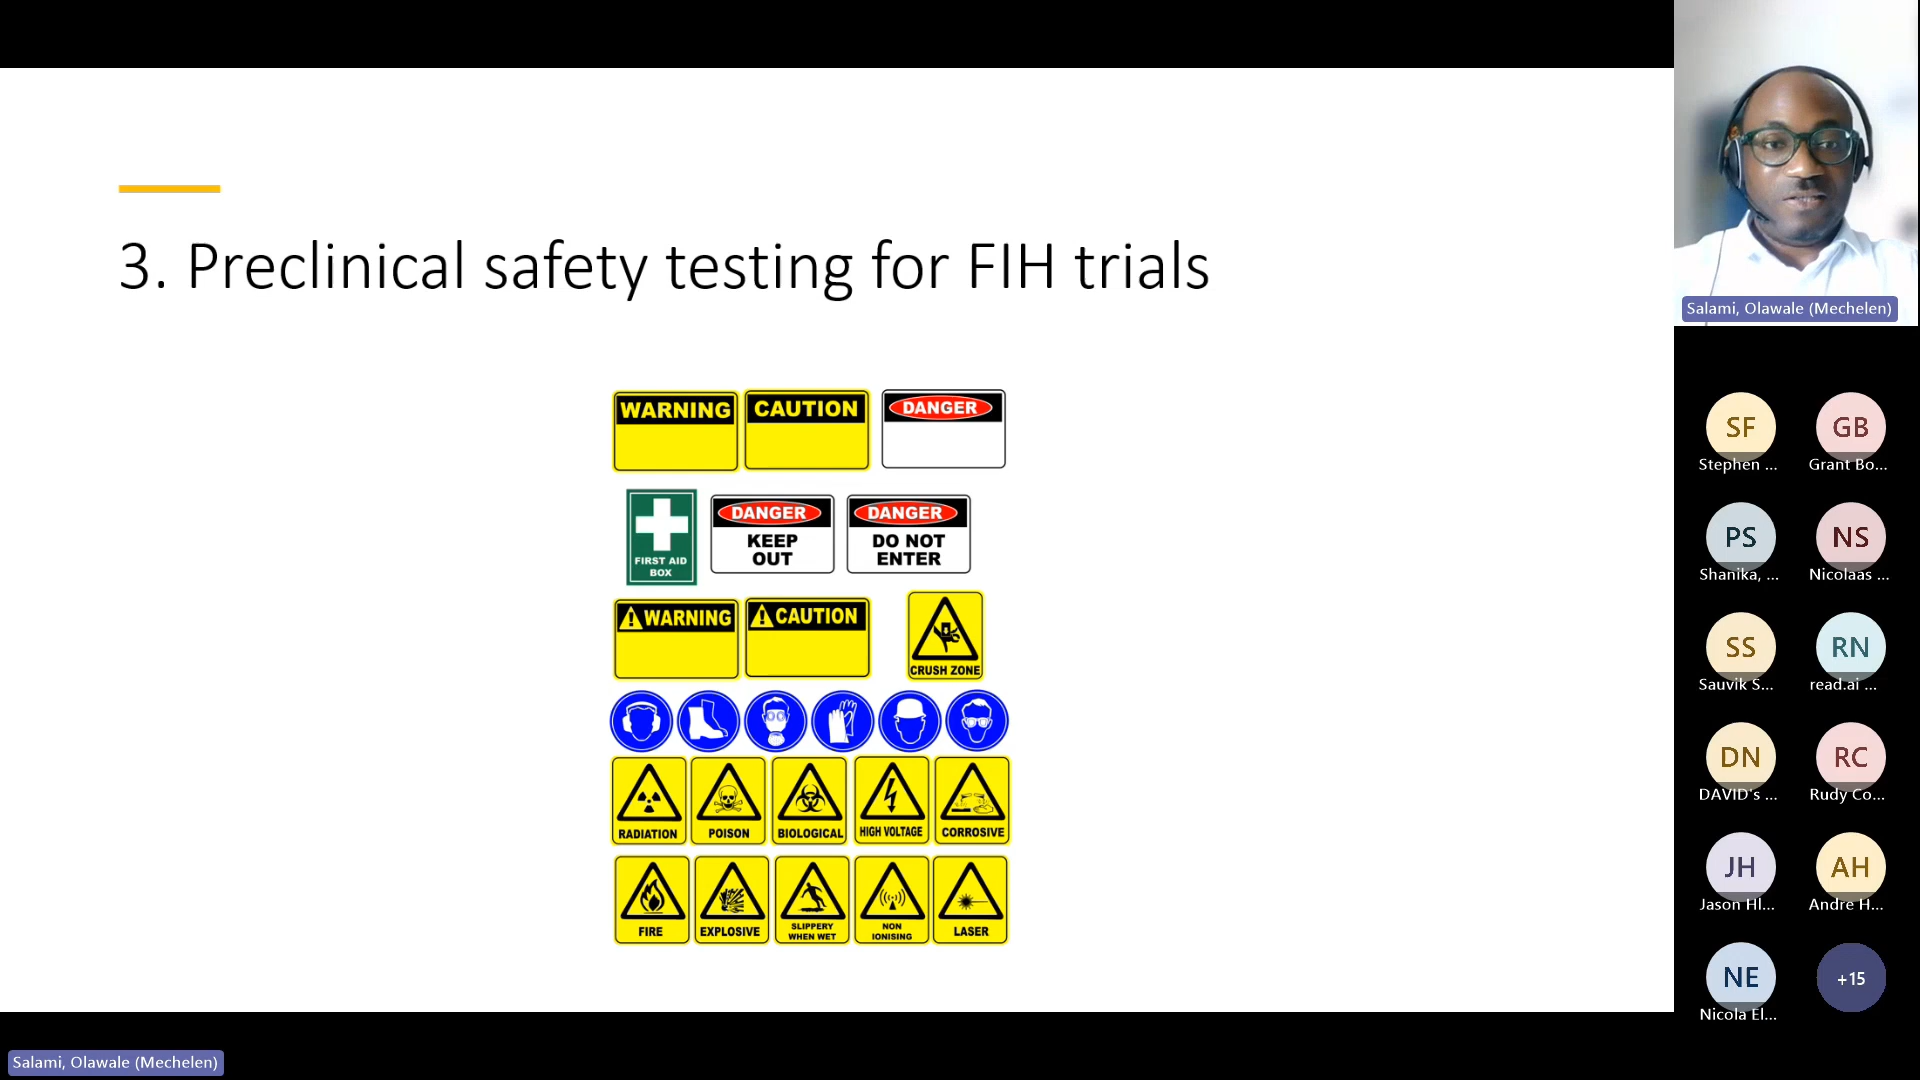 3. Preclinical safety testing for FIH trials
WARNING
CAUTION
DANGER
FIRST AID
BOX
DANGER
KEEP
OUT
DANGER
DO NOT
ENTER
WARNING
CAUTION
CRUSH ZONE
RADIATION
POISON
BIOLOGICAL
HIGH VOLTAGE
CORROSIVE
FIRE
EXPLOSIVE
SLIPPERY
WHEN WET
NON
IONISING
LASER
Salami, Olawale (Mechelen)
SF
Stephen ...
GB
Grant Bo...
PS
Shanika, ...
NS
Nicolaas ...
SS
Sauvik S...
RN
read.ai ...
DN
DAVID's ...
RC
Rudy Co...
JH
Jason Hl...
AH
Andre H...
NE
Nicola El...
+15
Salami, Olawale (Mechelen)